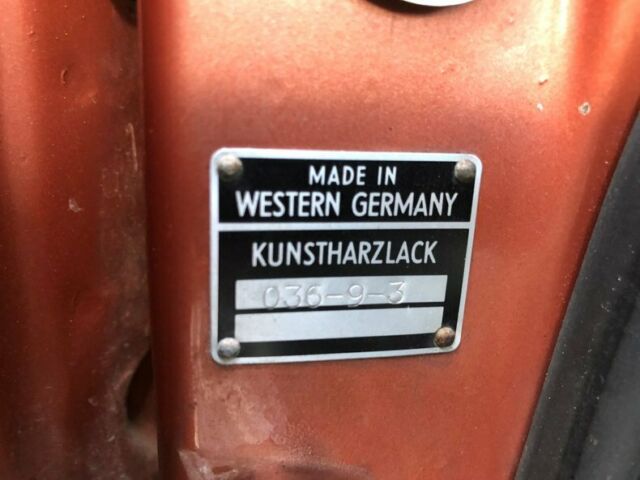 MADE IN
WESTERN GERMANY
KUNSTHARZLACK
036-9-3